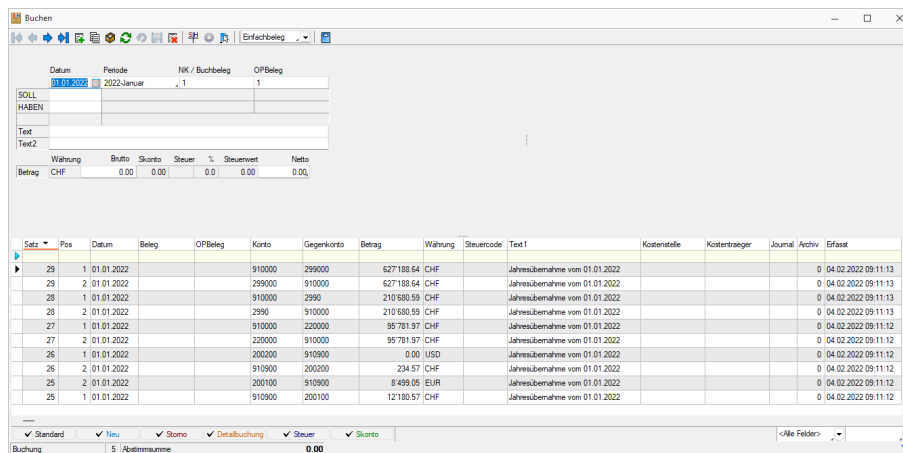 Buchen
Einfachbeleg
Datum Periode NK / Buchbeleg OPBeleg
01.01.2022 2022-Januar 1 1
SOLL
HABEN
Text
Text2
Währung Brutto Skonto Steuer % Steuerwert Netto
Betrag CHF 0.00 0.00 0.0 0.00 0.00
Satz Pos Datum Beleg OPBeleg Konto Gegenkonto Betrag Währung Steuercode Text1 Kostenstelle Kostentraeger Journal Archiv Erfasst
29 1 01.01.2022 910000 299000 627'188.64 CHF Jahresübernahme vom 01.01.2022 0 04.02.2022 09:11:13
29 2 01.01.2022 299000 910000 627'188.64 CHF Jahresübernahme vom 01.01.2022 0 04.02.2022 09:11:13
28 1 01.01.2022 910000 2990 210'680.59 CHF Jahresübernahme vom 01.01.2022 0 04.02.2022 09:11:13
28 2 01.01.2022 2990 910000 210'680.59 CHF Jahresübernahme vom 01.01.2022 0 04.02.2022 09:11:13
27 1 01.01.2022 910000 220000 95'781.97 CHF Jahresübernahme vom 01.01.2022 0 04.02.2022 09:11:12
27 2 01.01.2022 220000 910000 95'781.97 CHF Jahresübernahme vom 01.01.2022 0 04.02.2022 09:11:12
26 1 01.01.2022 200200 910900 0.00 USD Jahresübernahme vom 01.01.2022 0 04.02.2022 09:11:12
26 2 01.01.2022 910900 200200 234.57 CHF Jahresübernahme vom 01.01.2022 0 04.02.2022 09:11:12
25 2 01.01.2022 200100 910900 8'499.05 EUR Jahresübernahme vom 01.01.2022 0 04.02.2022 09:11:12
25 1 01.01.2022 910900 200100 12'180.57 CHF Jahresübernahme vom 01.01.2022 0 04.02.2022 09:11:12
Standard Neu Storno Detailbuchung Steuer Skonto <Alle Felder>
Buchung 5 Abstimmsumme 0.00